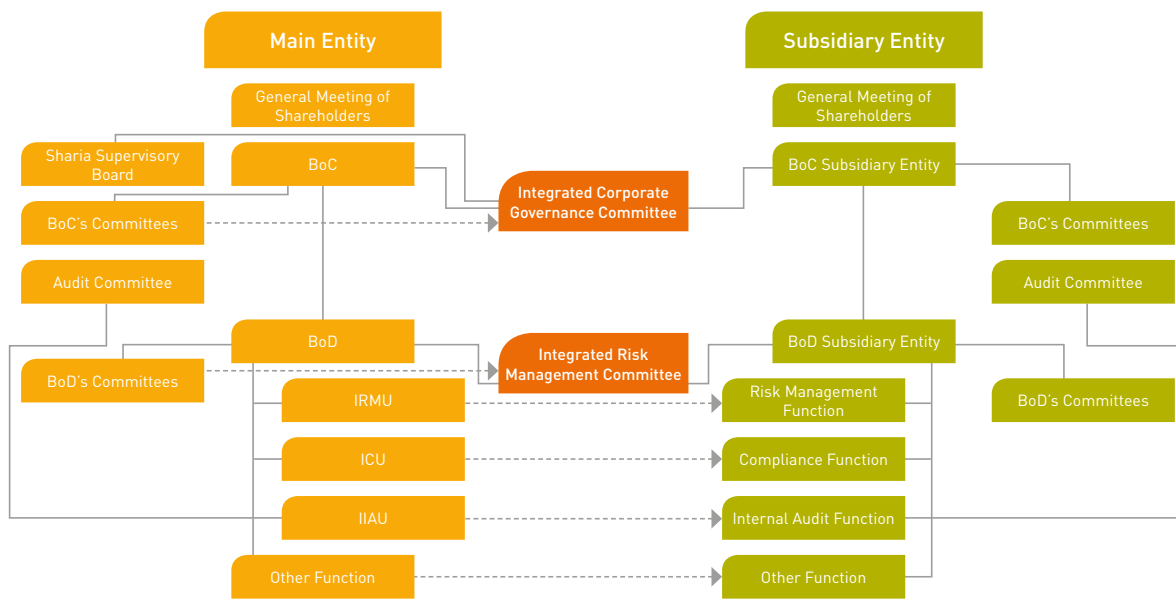 Main Entity
Subsidiary Entity
General Meeting of
Shareholders
General Meeting of
Shareholders
Sharia Supervisory
Board
BoC
Integrated Corporate
Governance Committee
BoC Subsidiary Entity
BoC's Committees
BoC's Committees
Audit Committee
Audit Committee
BoD
Integrated Risk
Management Committee
BoD Subsidiary Entity
BoD's Committees
BoD's Committees
IRMU
Risk Management
Function
ICU
Compliance Function
IIAU
Internal Audit Function
Other Function
Other Function